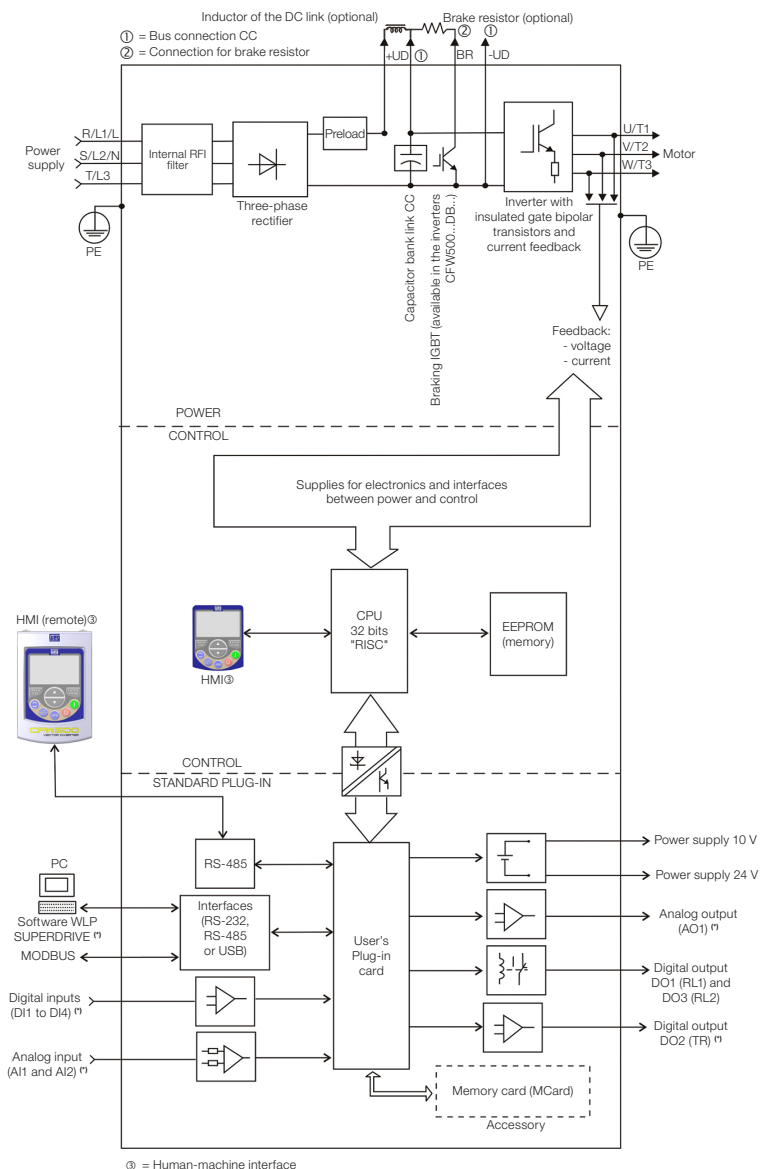 Inductor of the DC link (optional)
Brake resistor (optional)
① = Bus connection CC
② = Connection for brake resistor
② ①
+UD ① BR -UD
Power
supply
R/L1/L
S/L2/N
T/L3
PE
Internal RFI
filter
Three-phase
rectifier
Preload
Capacitor bank link CC
Braking IGBT (available in the inverters
CFW500...DB...)
Inverter with
insulated gate bipolar
transistors and
current feedback
U/T1
V/T2
W/T3
Motor
PE
Feedback:
- voltage
- current
POWER
CONTROL
Supplies for electronics and interfaces
between power and control
HMI (remote)③
HMI③
CPU
32 bits
"RISC"
EEPROM
(memory)
CONTROL
STANDARD PLUG-IN
PC
Software WLP
SUPERDRIVE (*)
MODBUS
Digital inputs
(DI1 to DI4) (*)
Analog input
(AI1 and AI2) (*)
RS-485
Interfaces
(RS-232,
RS-485
or USB)
User's
Plug-in
card
Power supply 10 V
Power supply 24 V
Analog output
(AO1) (*)
Digital output
DO1 (RL1) and
DO3 (RL2)
Digital output
DO2 (TR) (*)
Memory card (MCard)
Accessory
③ = Human-machine interface